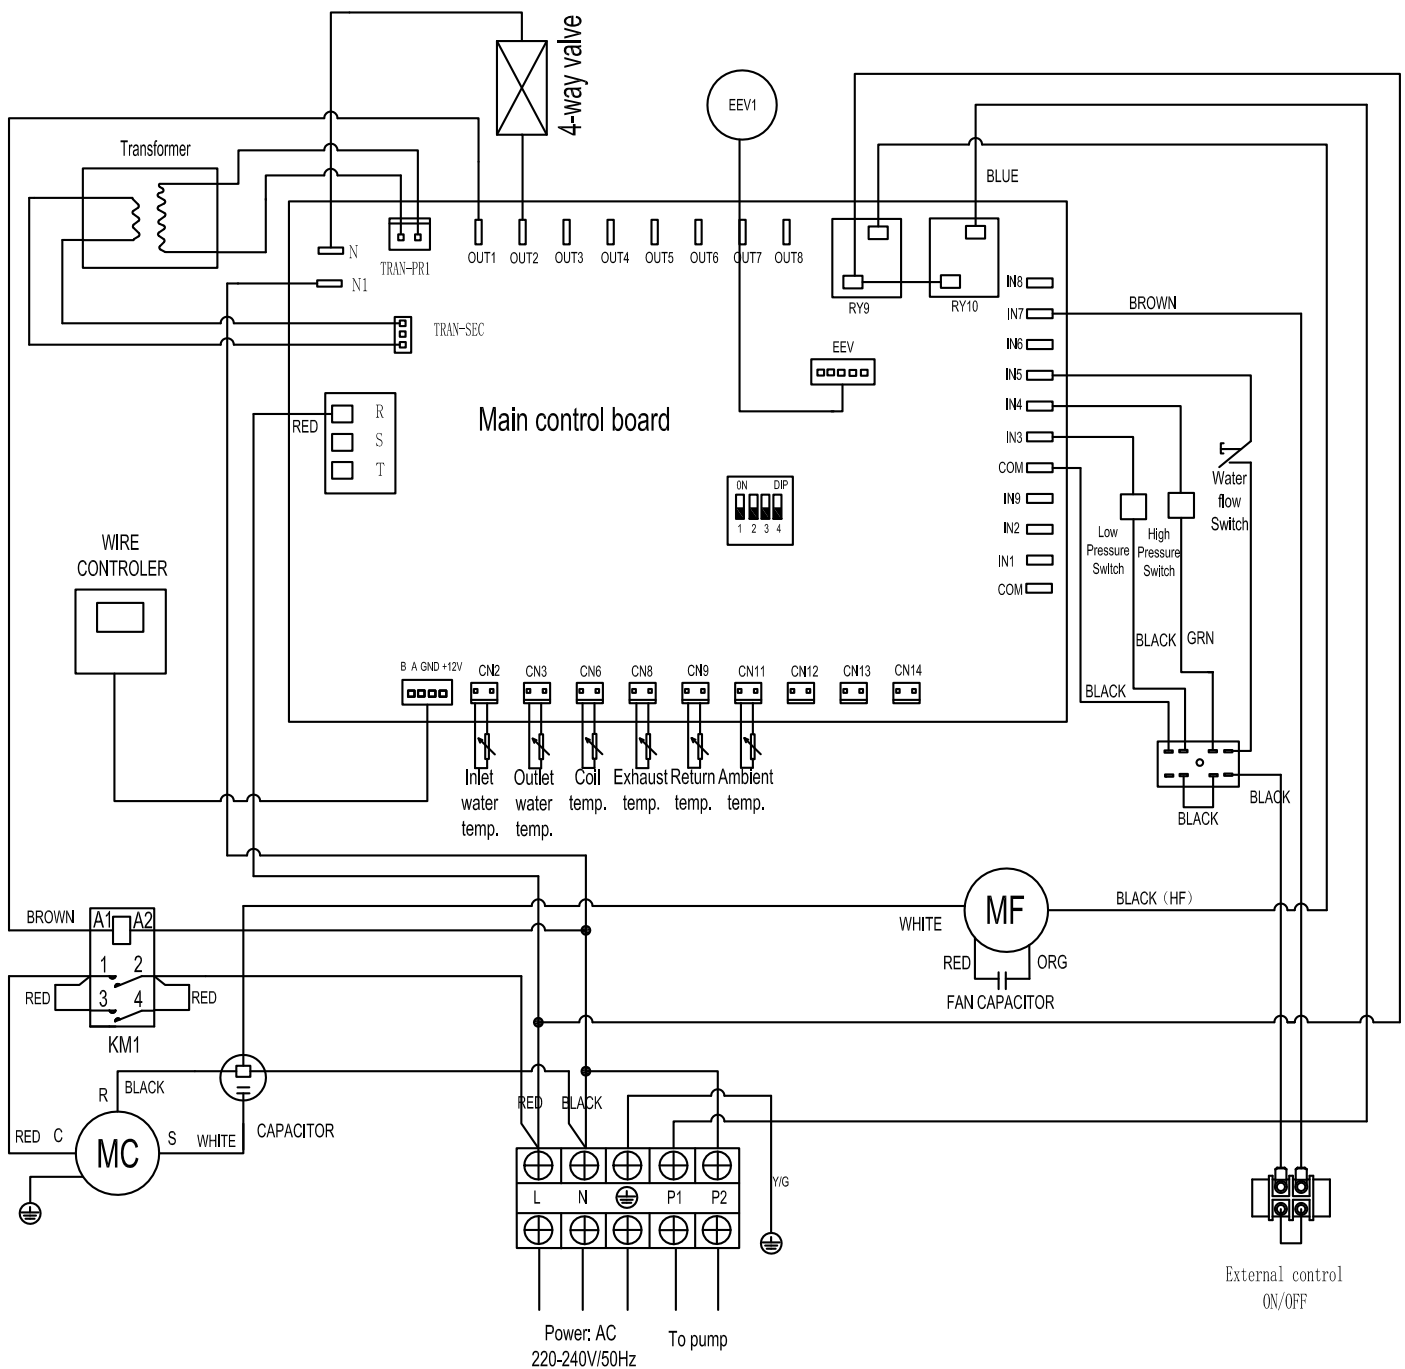 4-way valve
EEV1
Transformer
BLUE
N
TRAN-PR1
OUT1 OUT2 OUT3 OUT4 OUT5 OUT6 OUT7 OUT8
N1
RY9
RY10
TRAN-SEC
EEV
IN8
IN7
BROWN
IN6
IN5
IN4
IN3
COM
IN9
IN2
IN1
COM
RED
R
S
T
Main control board
ON DIP
1 2 3 4
Water
flow
Switch
Low
Pressure
Switch
High
Pressure
Switch
WIRE
CONTROLER
BLACK
GRN
BLACK
B A GND +12V
CN2 CN3 CN6 CN8 CN9 CN11 CN12 CN13 CN14
Inlet
water
temp.
Outlet
water
temp.
Coil
temp.
Exhaust
temp.
Return
temp.
Ambient
temp.
BLACK
BLACK
BROWN
A1 A2
1 2
3 4
RED
RED
KM1
WHITE
MF
BLACK (HF)
RED
ORG
FAN CAPACITOR
R
BLACK
RED C
MC
S
WHITE
CAPACITOR
RED
BLACK
Y/G
L N P1 P2
Power: AC
220-240V/50Hz
To pump
External control
ON/OFF